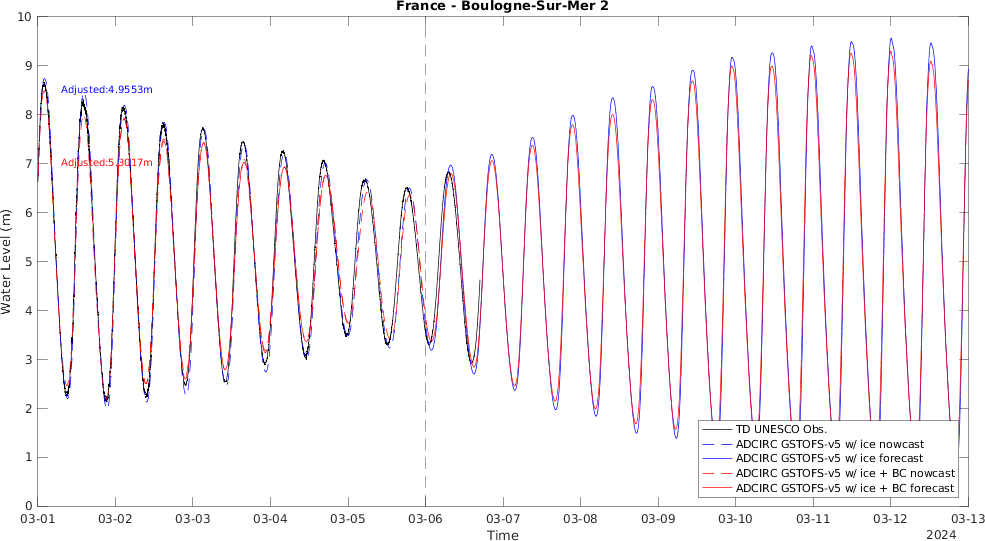 France - Boulogne-Sur-Mer 2
10
9
8
7
6
5
4
3
2
1
0
Water Level (m)
Adjusted:4.9553m
Adjusted:5.3017m
TD UNESCO Obs.
ADCIRC GSTOFS-v5 w/ ice nowcast
ADCIRC GSTOFS-v5 w/ ice forecast
ADCIRC GSTOFS-v5 w/ ice + BC nowcast
ADCIRC GSTOFS-v5 w/ ice + BC forecast
03-01 03-02 03-03 03-04 03-05 03-06 03-07 03-08 03-09 03-10 03-11 03-12 03-13
Time
2024